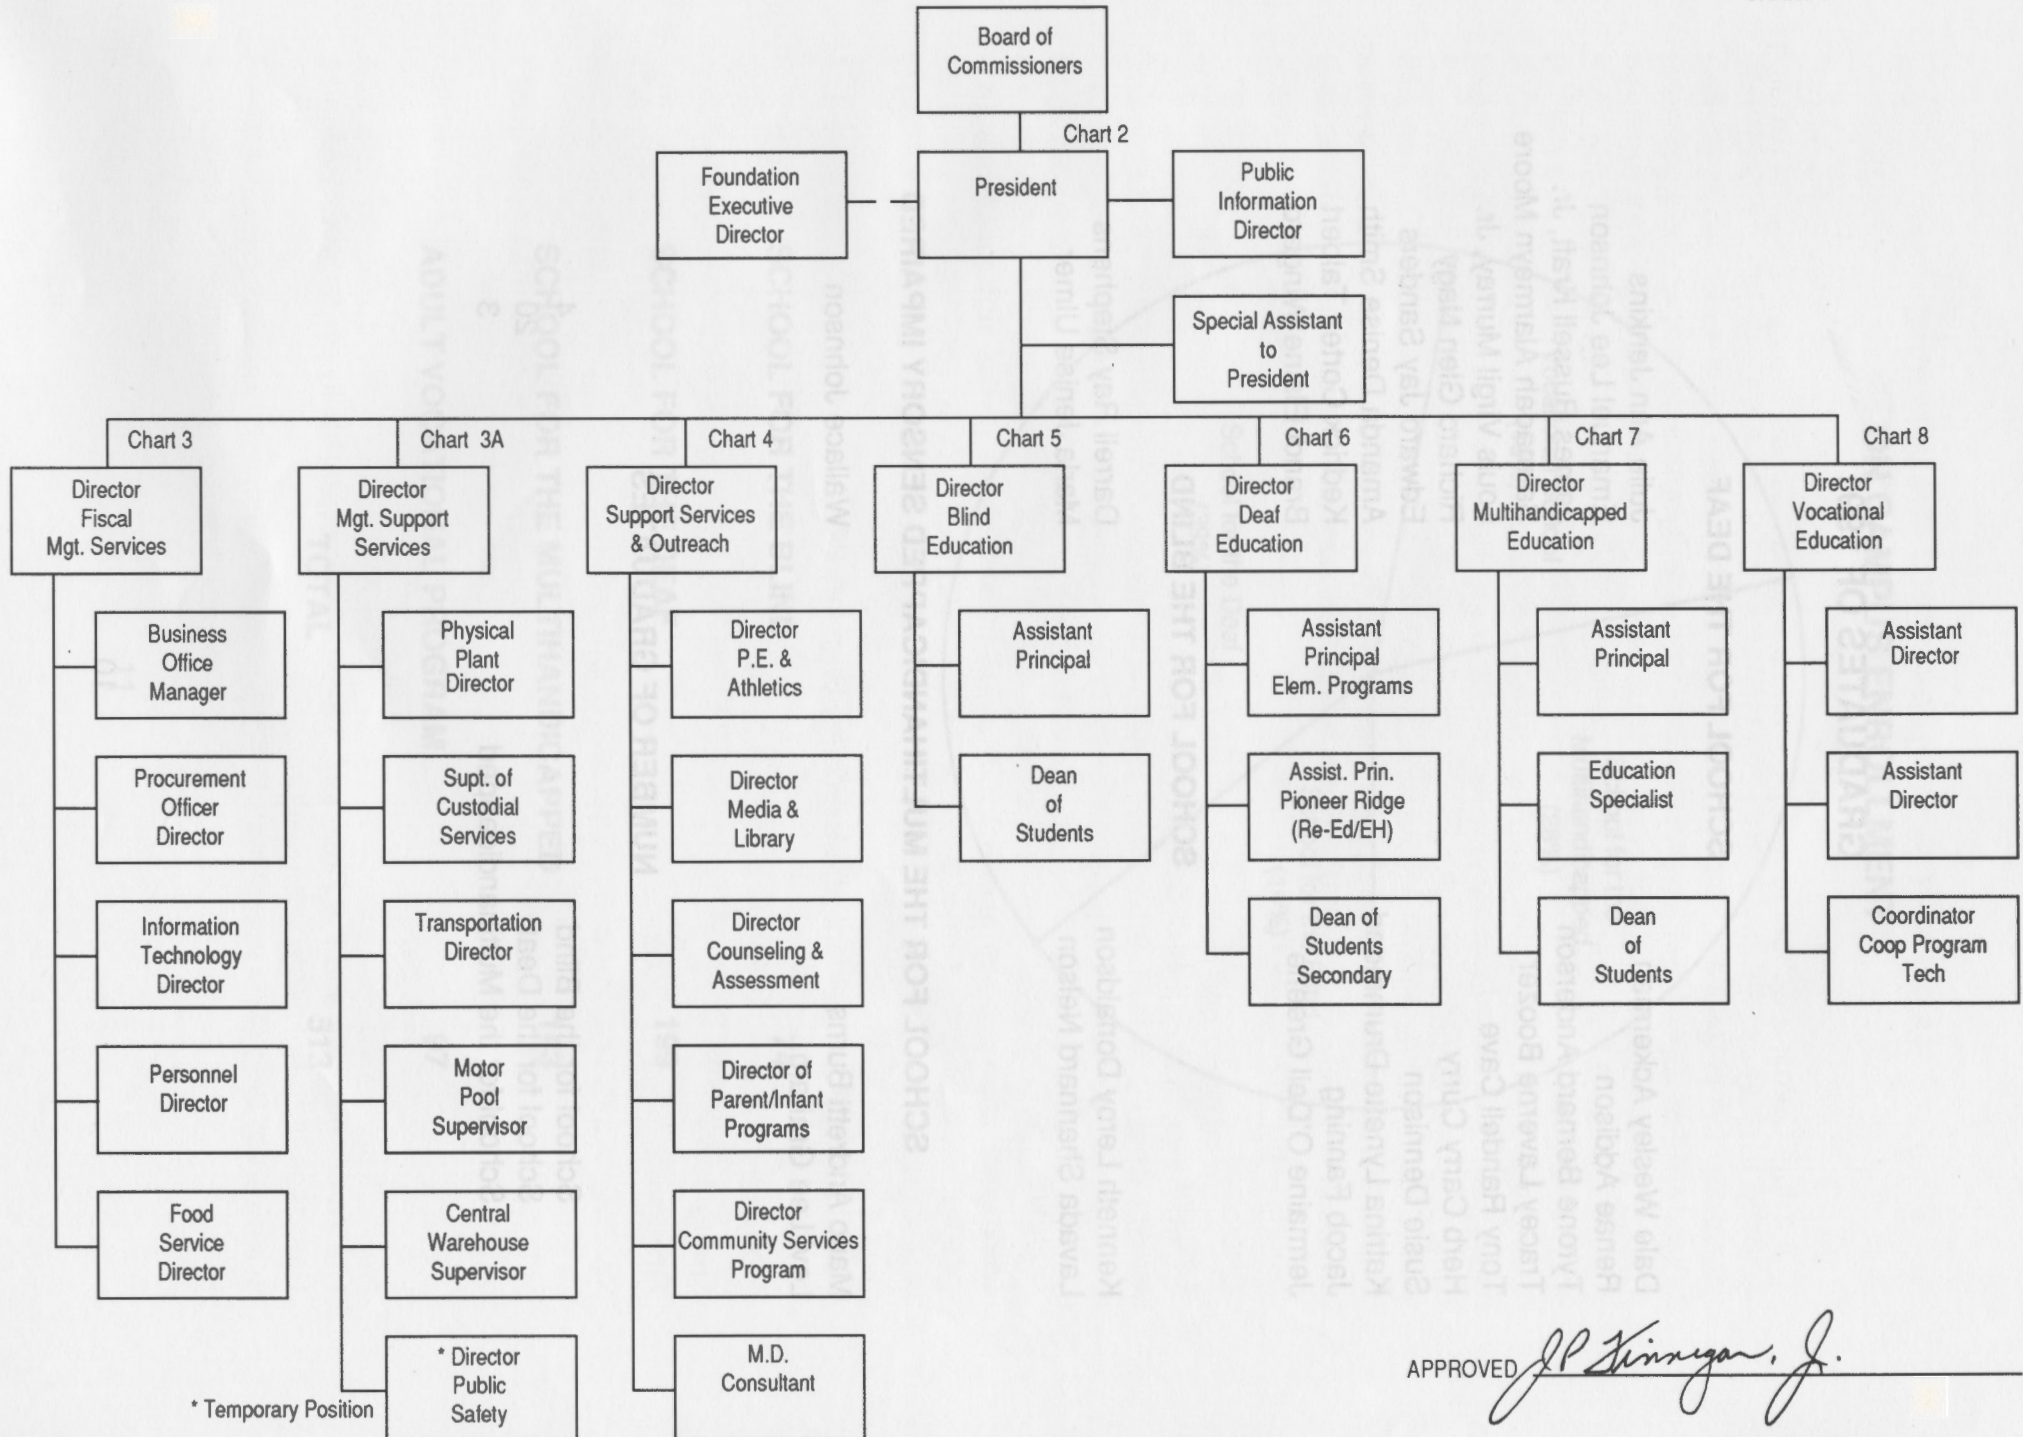 Board of
Commissioners
Chart 2
Foundation
Executive
Director
President
Public
Information
Director
Special Assistant
to
President
Chart 3
Director
Fiscal
Mgt. Services
Business
Office
Manager
Procurement
Officer
Director
Information
Technology
Director
Personnel
Director
Food
Service
Director
Chart 3A
Director
Mgt. Support
Services
Physical
Plant
Director
Supt. of
Custodial
Services
Transportation
Director
Motor
Pool
Supervisor
Central
Warehouse
Supervisor
* Director
Public
Safety
* Temporary Position
Chart 4
Director
Support Services
& Outreach
Director
P.E. &
Athletics
Director
Media &
Library
Director
Counseling &
Assessment
Director of
Parent/Infant
Programs
Director
Community Services
Program
M.D.
Consultant
Chart 5
Director
Blind
Education
Assistant
Principal
Dean
of
Students
Chart 6
Director
Deaf
Education
Assistant
Principal
Elem. Programs
Assist. Prin.
Pioneer Ridge
(Re-Ed/EH)
Dean of
Students
Secondary
Chart 7
Director
Multihandicapped
Education
Assistant
Principal
Education
Specialist
Dean
of
Students
Chart 8
Director
Vocational
Education
Assistant
Director
Assistant
Director
Coordinator
Coop Program
Tech
APPROVED JP Finnegan, Jr.